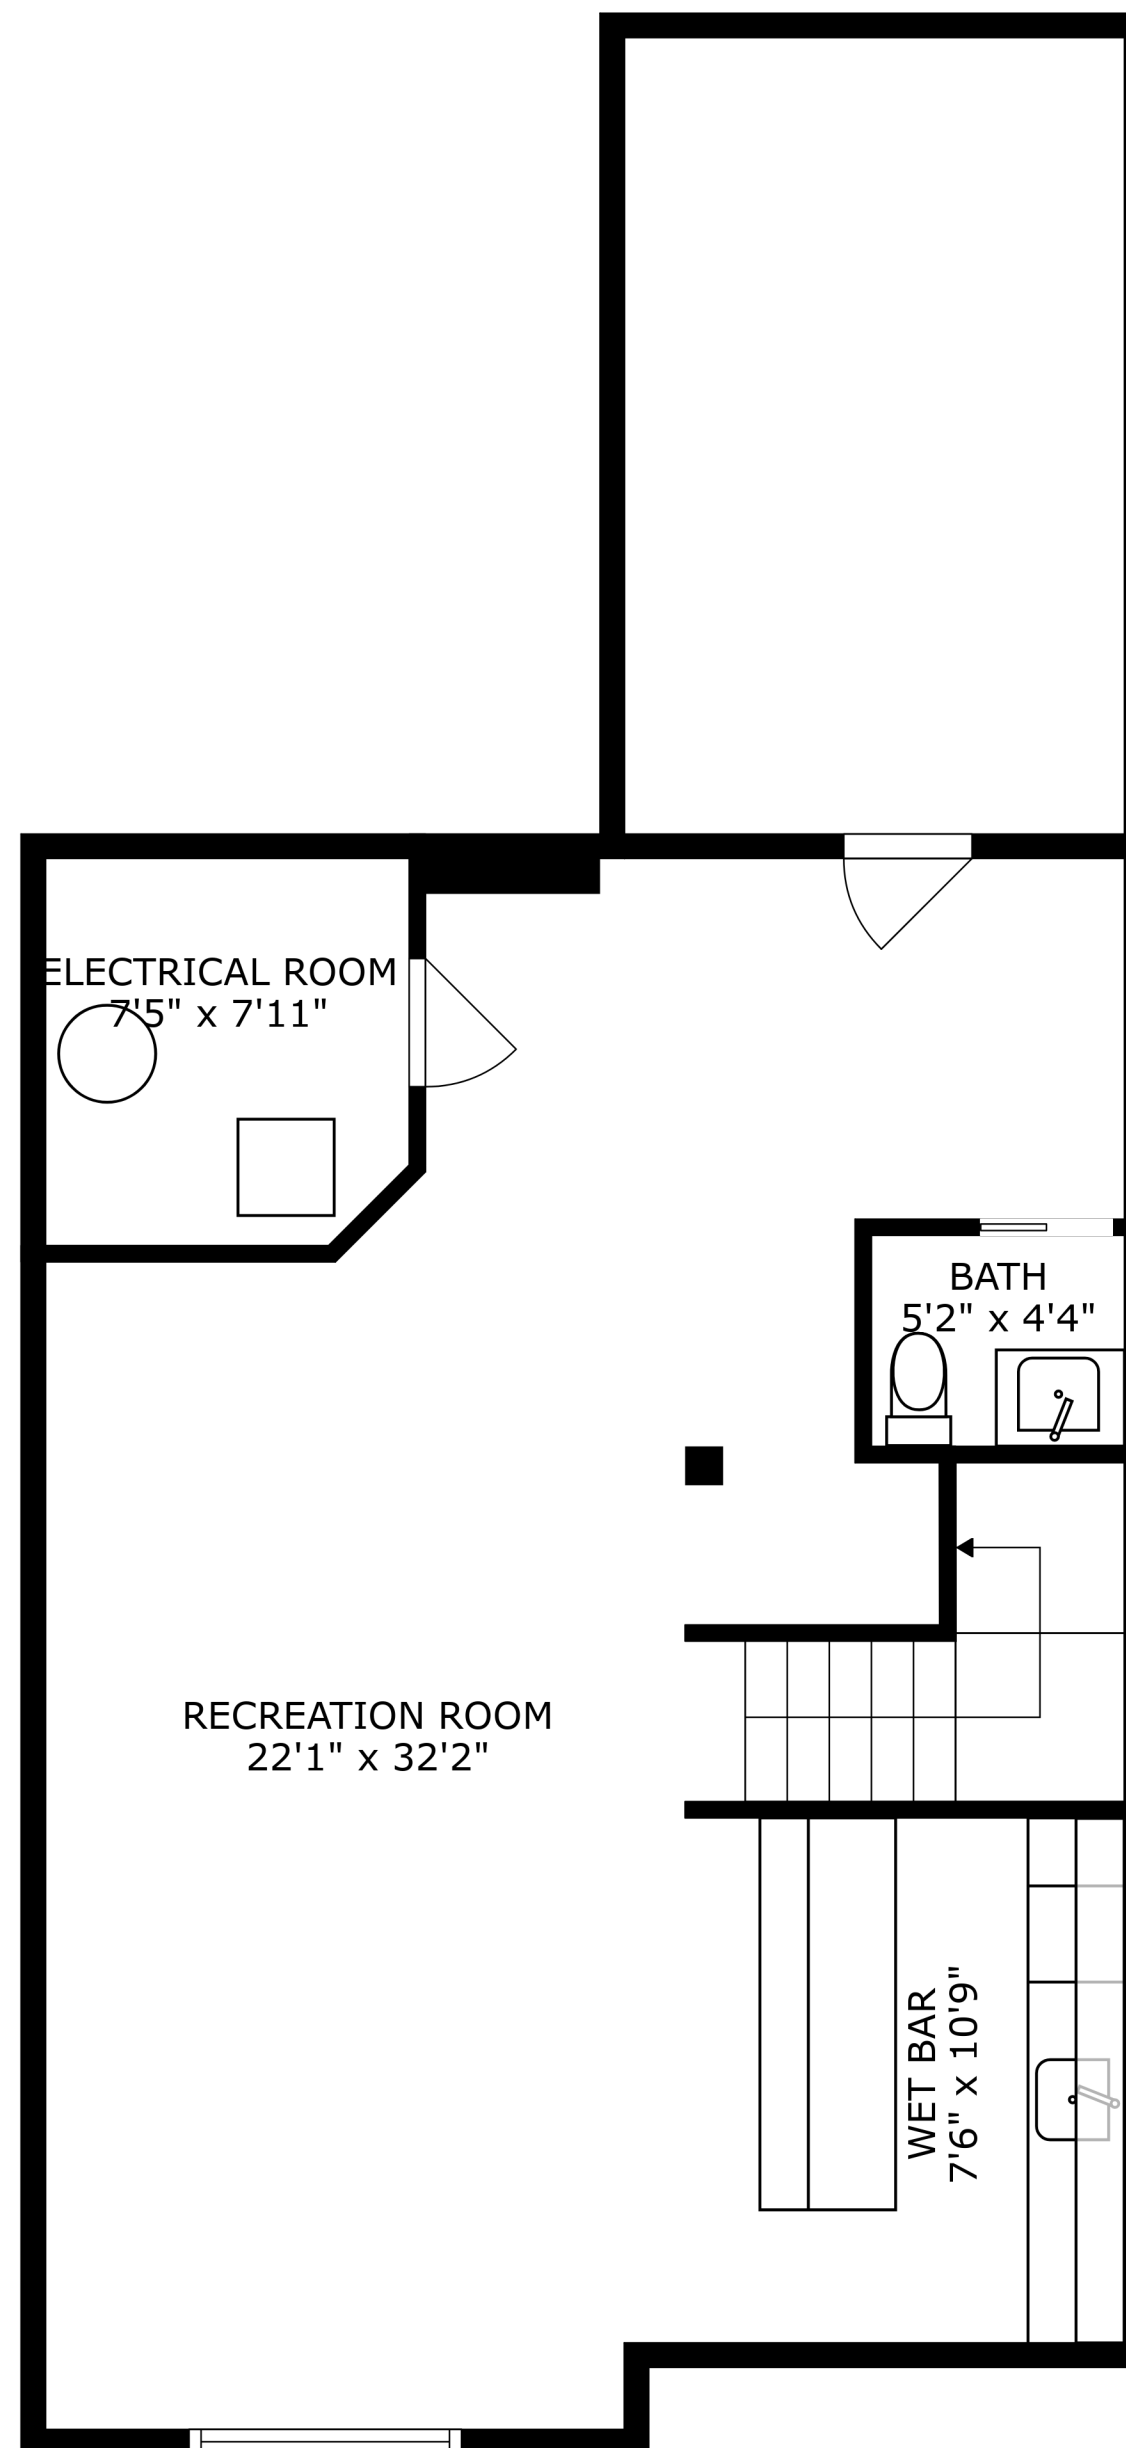 ELECTRICAL ROOM
7'5" x 7'11"
BATH
5'2" x 4'4"
RECREATION ROOM
22'1" x 32'2"
WET BAR
7'6" x 10'9"